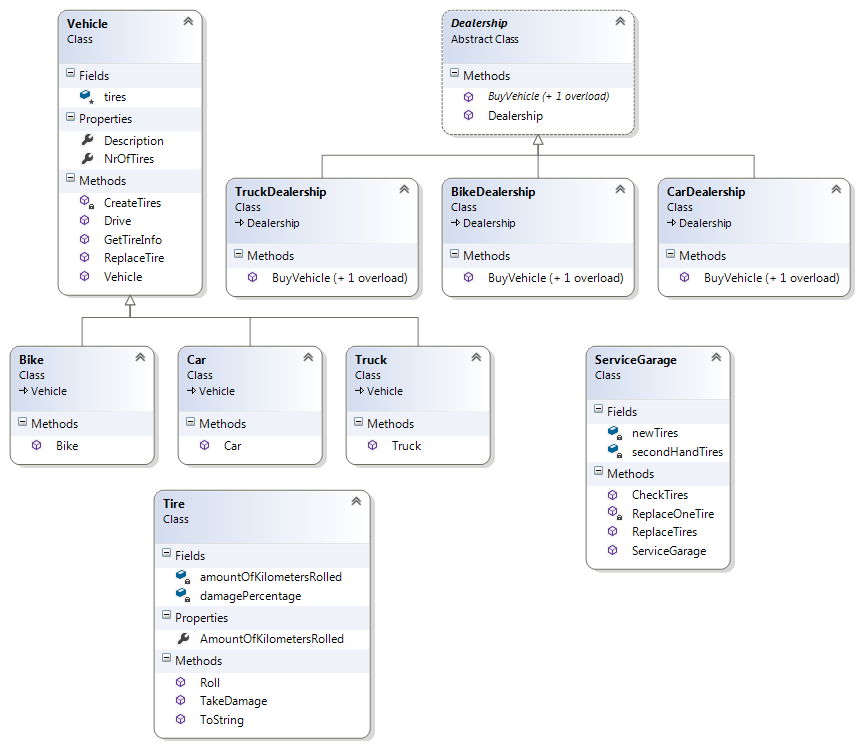 Vehicle
Class
Fields
tires
Properties
Description
NrOfTires
Methods
CreateTires
Drive
GetTireInfo
ReplaceTire
Vehicle
Dealership
Abstract Class
Methods
BuyVehicle (+ 1 overload)
Dealership
TruckDealership
Class
Dealership
Methods
BuyVehicle (+ 1 overload)
BikeDealership
Class
Dealership
Methods
BuyVehicle (+ 1 overload)
CarDealership
Class
Dealership
Methods
BuyVehicle (+ 1 overload)
Bike
Class
Vehicle
Methods
Bike
Car
Class
Vehicle
Methods
Car
Truck
Class
Vehicle
Methods
Truck
ServiceGarage
Class
Fields
newTires
secondHandTires
Methods
CheckTires
ReplaceOneTire
ReplaceTires
ServiceGarage
Tire
Class
Fields
amountOfKilometersRolled
damagePercentage
Properties
AmountOfKilometersRolled
Methods
Roll
TakeDamage
ToString